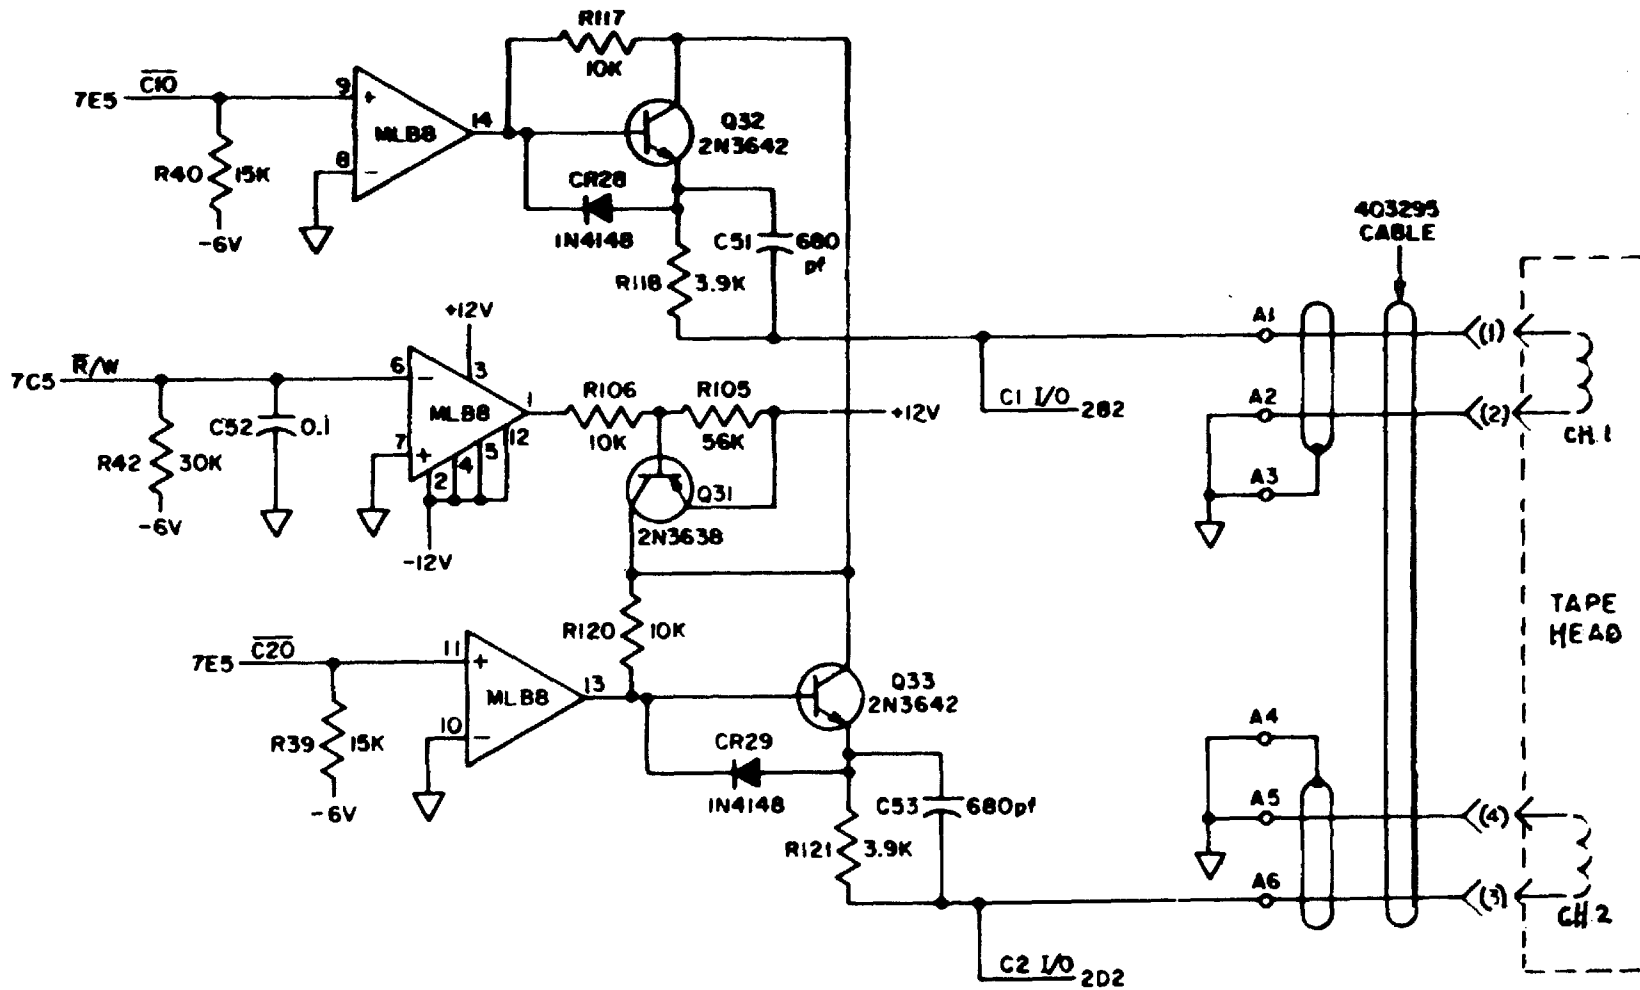 R117
10K
7E5 C10
9
+
MLB8
14
8
−
R40 15K
-6V
Q32
2N3642
CR28
1N4148
C51 680
pf
R118 3.9K
403295
CABLE
+12V
7C5 R/W
6
−
3
MLB8
1
7
+
2
4
5
12
-12V
R42 30K
-6V
C52 0.1
R106
10K
R105
56K
+12V
Q31
2N3638
A1
(1)
C1 I/O 2B2
A2
(2)
CH.1
A3
TAPE
HEAD
7E5 C20
11
+
MLB8
13
10
−
R39 15K
-6V
R120 10K
Q33
2N3642
CR29
1N4148
C53 680pf
R121 3.9K
A4
A5
(4)
A6
(3)
CH.2
C2 I/O 2D2